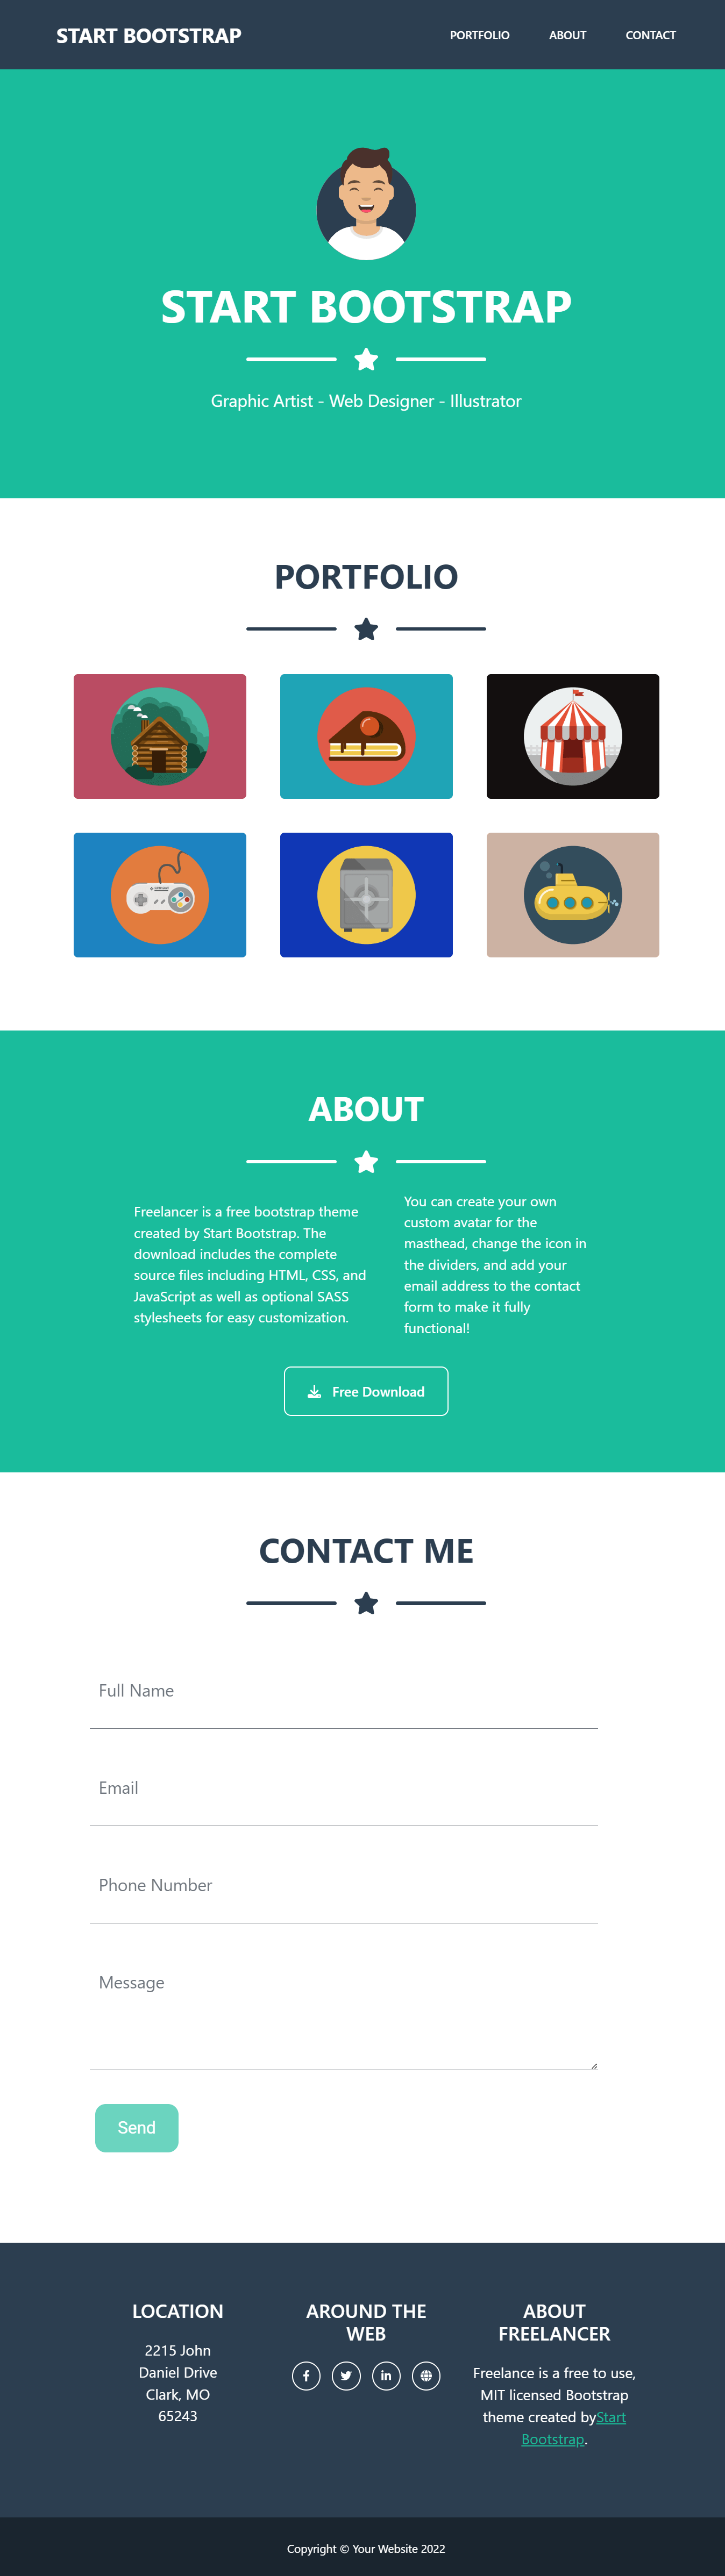 START BOOTSTRAP
PORTFOLIO
ABOUT
CONTACT
START BOOTSTRAP
Graphic Artist - Web Designer - Illustrator
PORTFOLIO
ABOUT
Freelancer is a free bootstrap theme
created by Start Bootstrap. The
download includes the complete
source files including HTML, CSS, and
JavaScript as well as optional SASS
stylesheets for easy customization.
You can create your own
custom avatar for the
masthead, change the icon in
the dividers, and add your
email address to the contact
form to make it fully
functional!
Free Download
CONTACT ME
Full Name
Email
Phone Number
Message
Send
LOCATION
2215 John
Daniel Drive
Clark, MO
65243
AROUND THE
WEB
ABOUT
FREELANCER
Freelance is a free to use,
MIT licensed Bootstrap
theme created byStart
Bootstrap.
Copyright © Your Website 2022